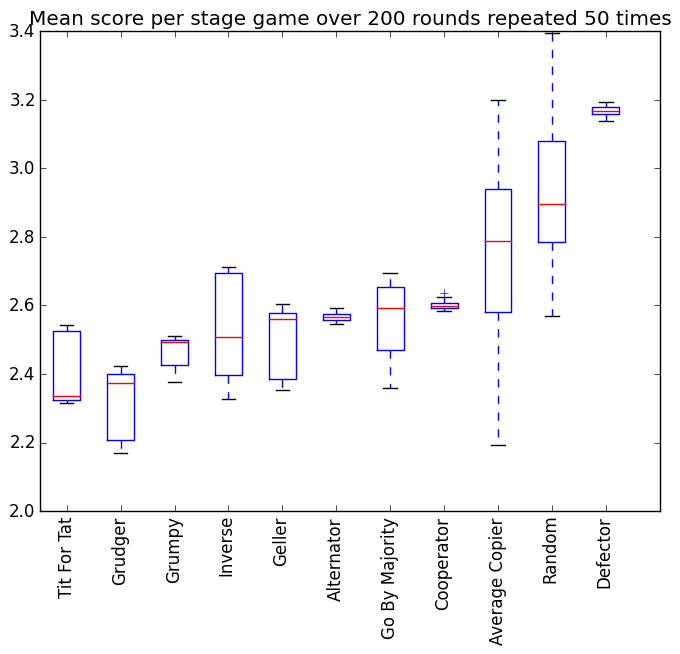 Mean score per stage game over 200 rounds repeated 50 times
3.4
3.2
3.0
2.8
2.6
2.4
2.2
2.0
Tit For Tat
Grudger
Grumpy
Inverse
Geller
Alternator
Go By Majority
Cooperator
Average Copier
Random
Defector